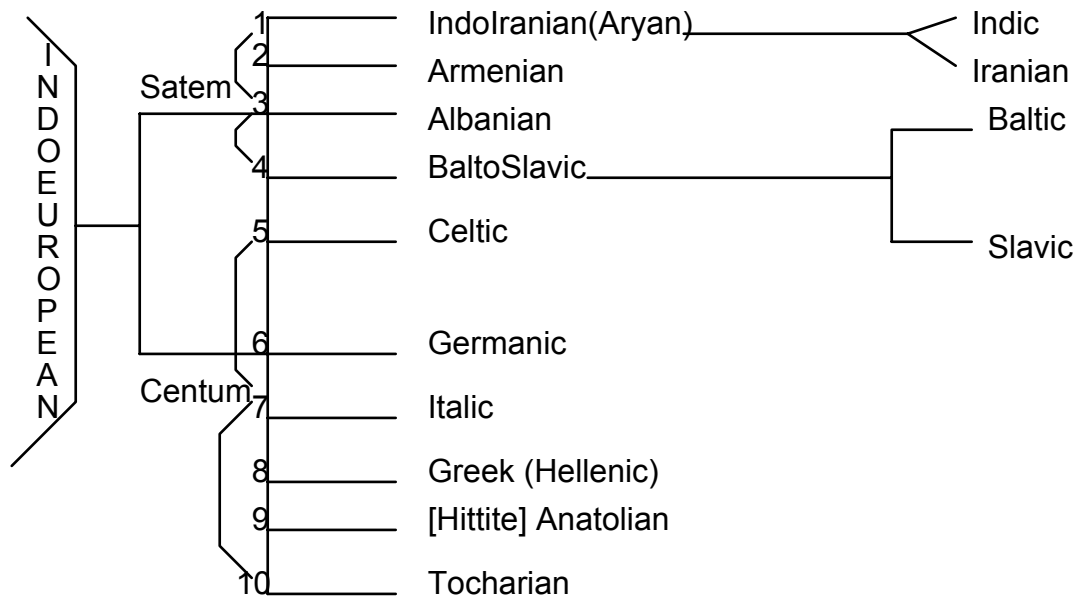 INDOEUROPEAN
Satem
Centum
1 IndoIranian(Aryan) Indic
Iranian
2 Armenian
3 Albanian Baltic
4 BaltoSlavic
Slavic
5 Celtic
6 Germanic
7 Italic
8 Greek (Hellenic)
9 [Hittite] Anatolian
10 Tocharian